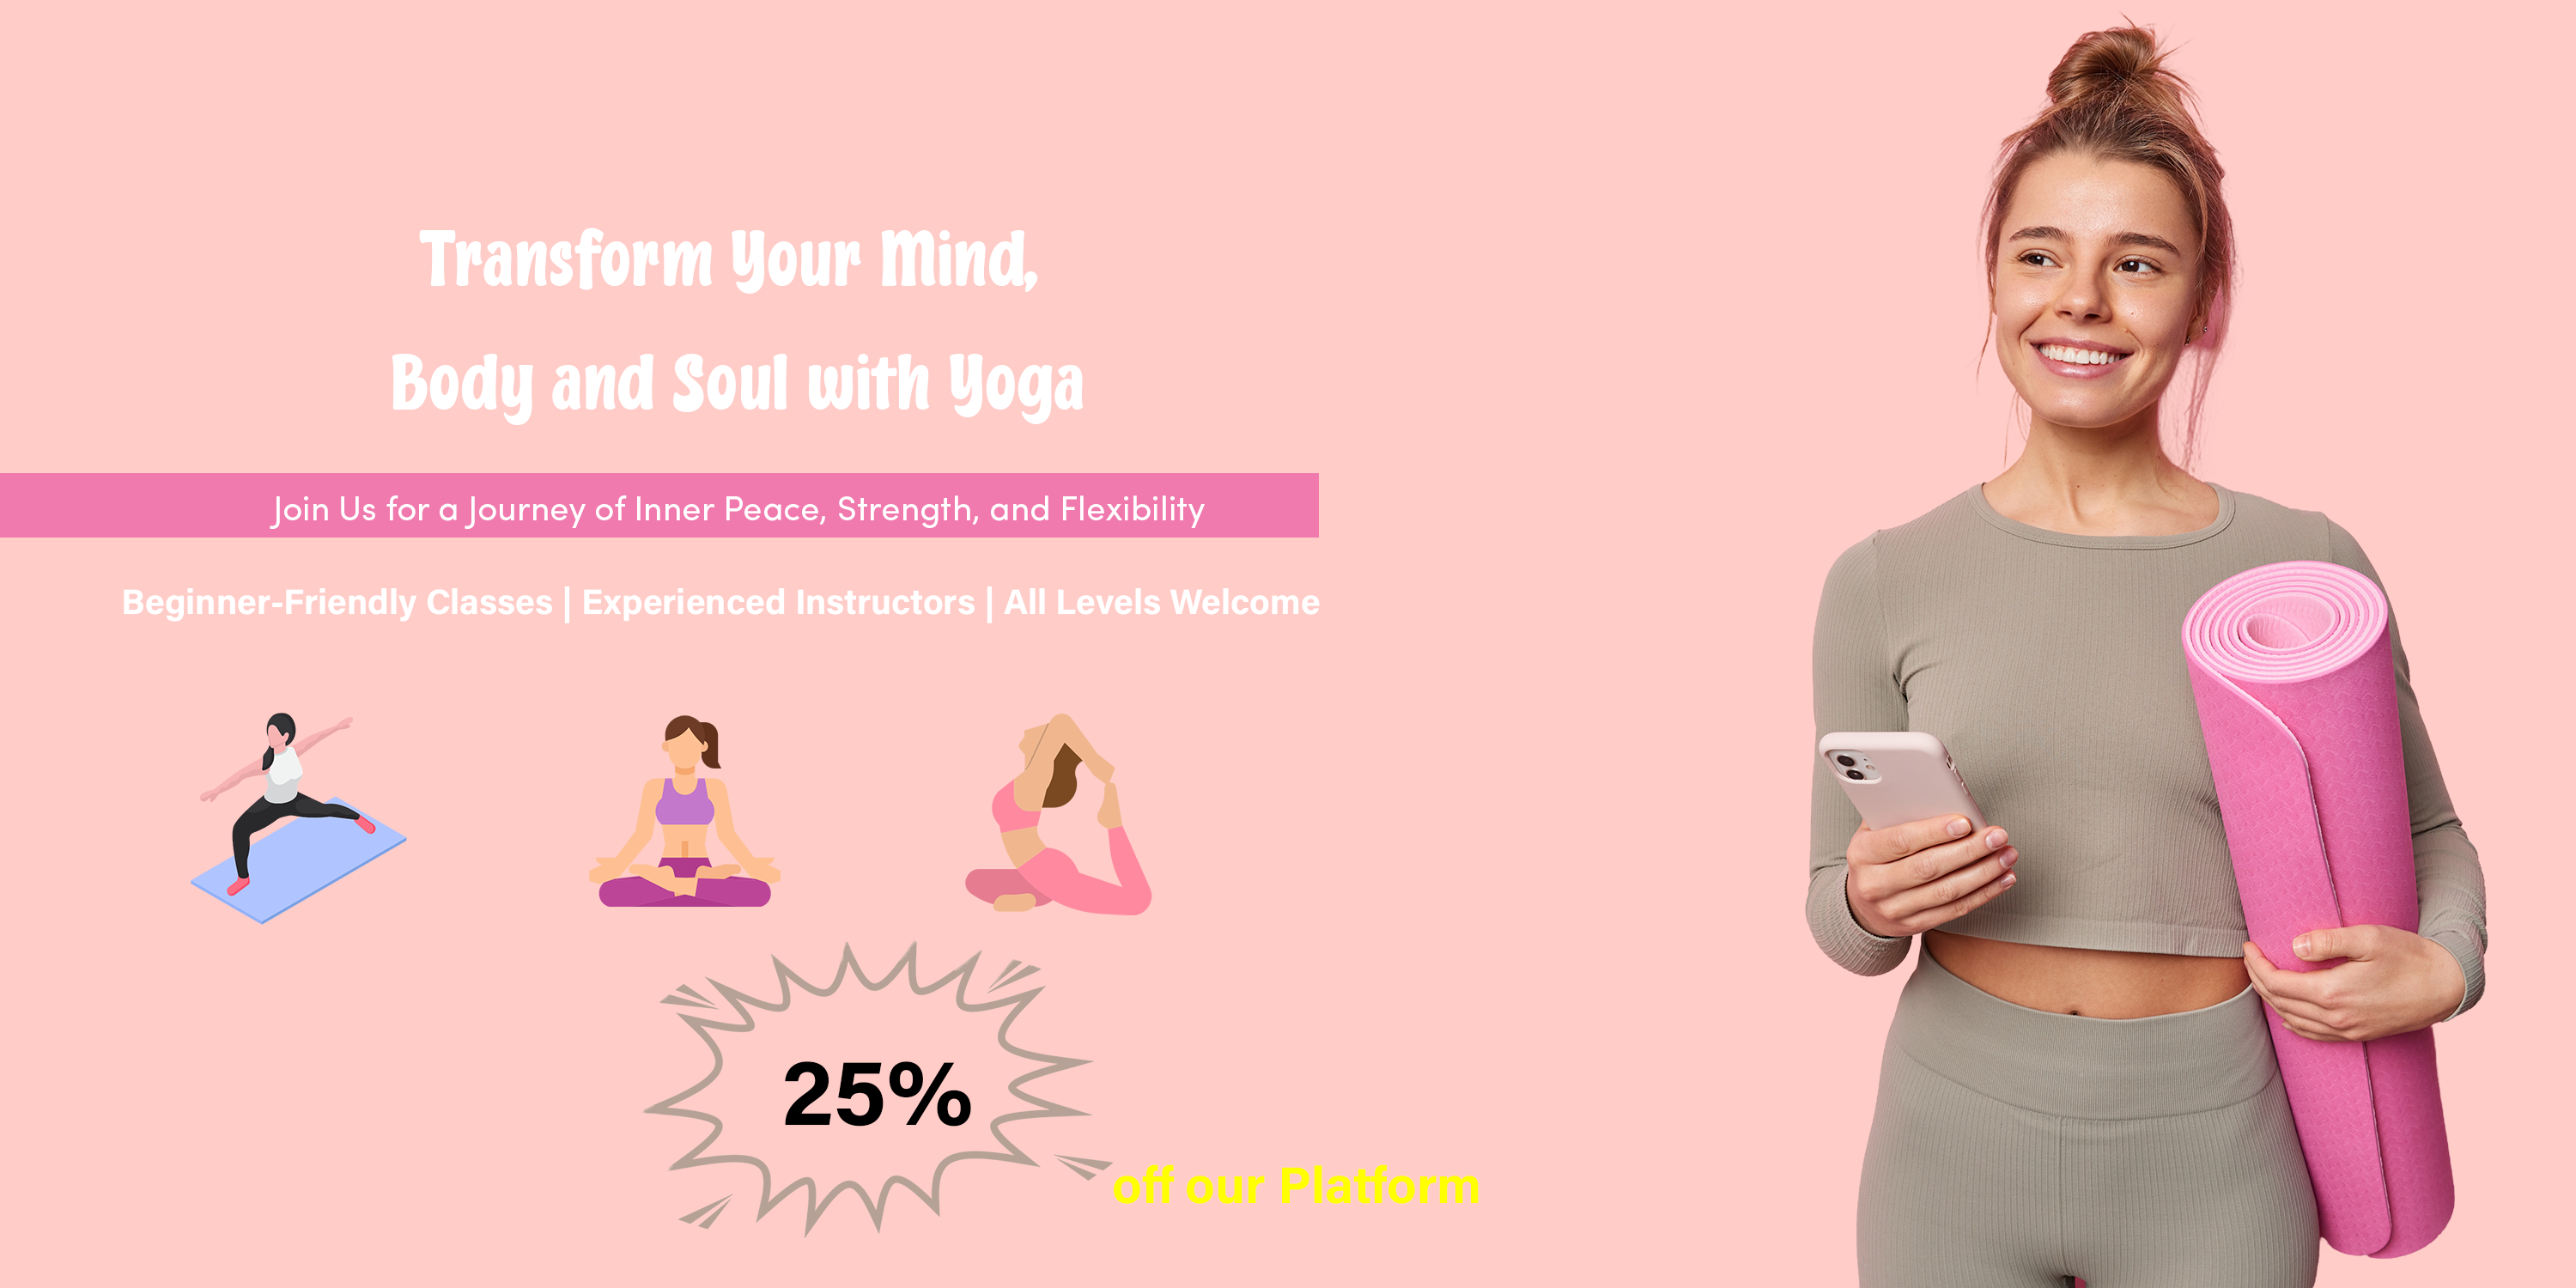 Transform Your Mind,
Body and Soul with Yoga
Join Us for a Journey of Inner Peace, Strength, and Flexibility
Beginner-Friendly Classes | Experienced Instructors | All Levels Welcome
25%
off our Platform